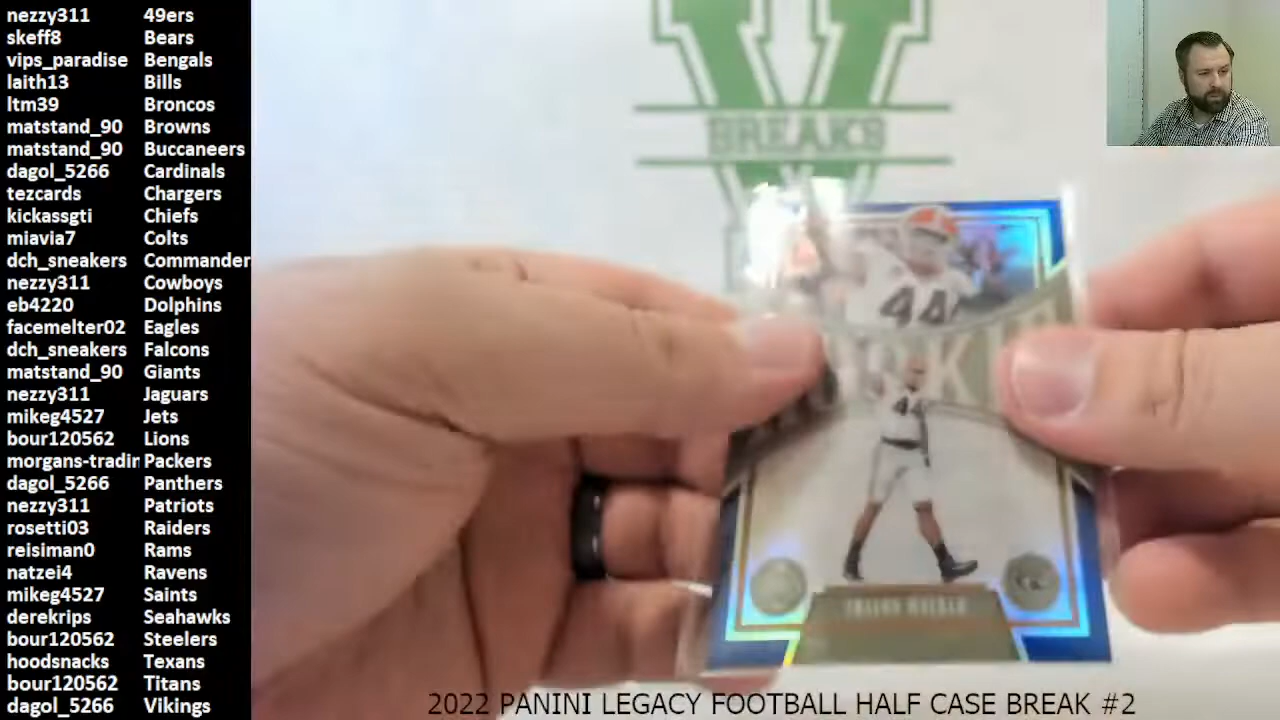 nezzy311 49ers
skeff8 Bears
vips_paradise Bengals
laith13 Bills
ltm39 Broncos
matstand_90 Browns
matstand_90 Buccaneers
dagol_5266 Cardinals
tezcards Chargers
kickassgti Chiefs
miavia7 Colts
dch_sneakers Commander
nezzy311 Cowboys
eb4220 Dolphins
facemelter02 Eagles
dch_sneakers Falcons
matstand_90 Giants
nezzy311 Jaguars
mikeg4527 Jets
bour120562 Lions
morgans-tradin Packers
dagol_5266 Panthers
nezzy311 Patriots
rosetti03 Raiders
reisiman0 Rams
natzei4 Ravens
mikeg4527 Saints
derekrips Seahawks
bour120562 Steelers
hoodsnacks Texans
bour120562 Titans
dagol_5266 Vikings
BREAKS
44
44
2022 PANINI LEGACY FOOTBALL HALF CASE BREAK #2